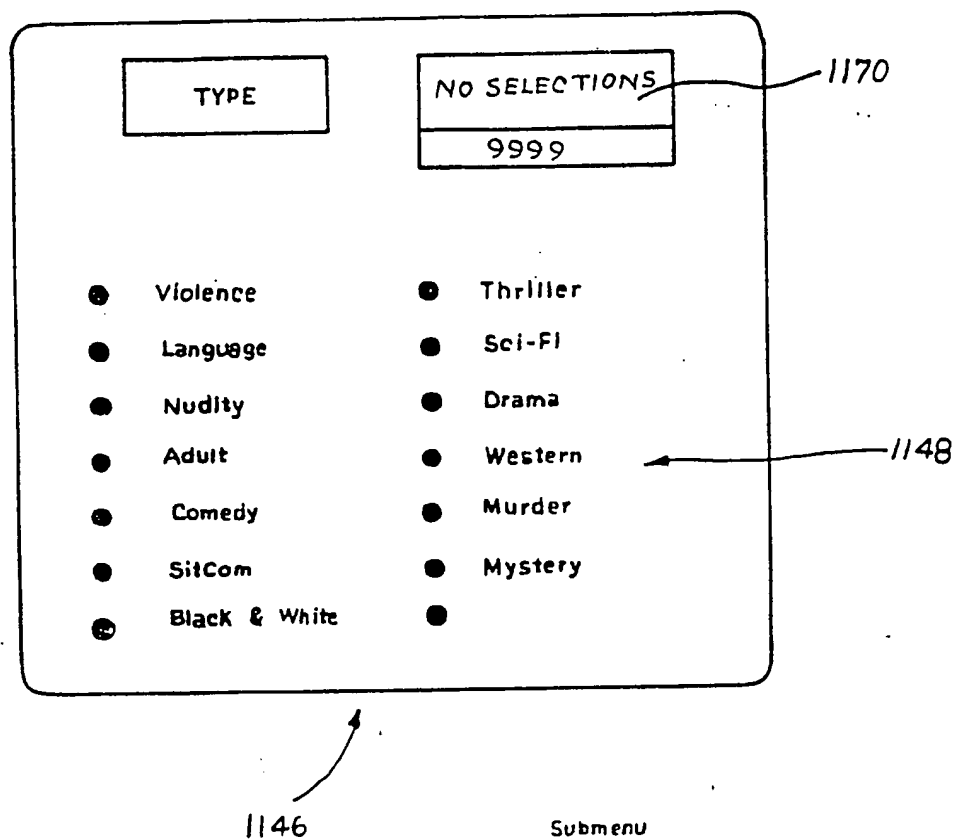 TYPE
NO SELECTIONS
9999
1170
Violence
Language
Nudity
Adult
Comedy
SitCom
Black & White
Thriller
Sci-Fi
Drama
Western
Murder
Mystery
1148
1146
Submenu